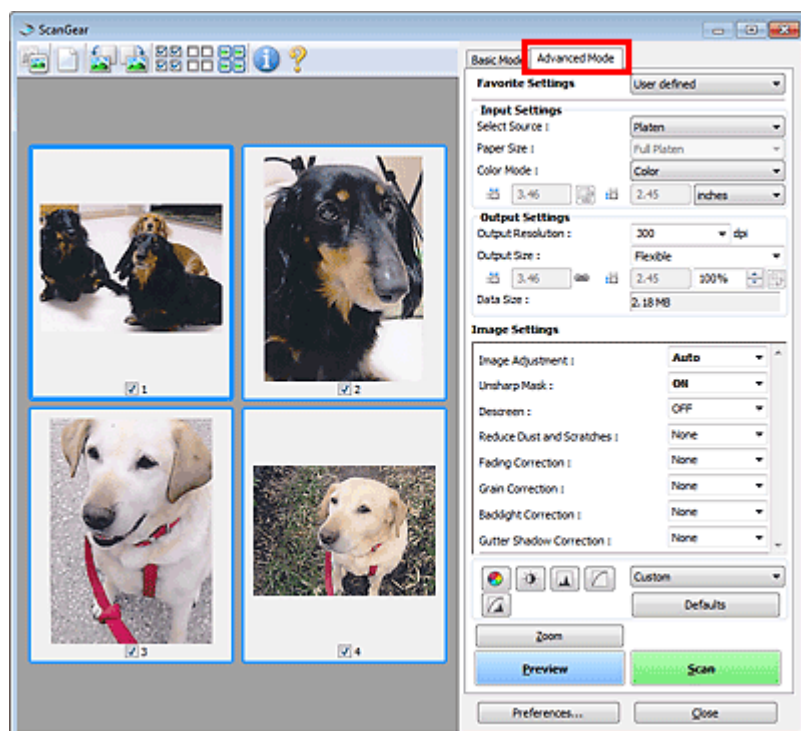 ScanGear
Basic Mode Advanced Mode
Favorite Settings User defined
Input Settings
Select Source : Platen
Paper Size : Full Platen
Color Mode : Color
3.46 2.45 inches
Output Settings
Output Resolution : 300 dpi
Output Size : Flexible
3.46 2.45 100%
Data Size : 2.18 MB
Image Settings
Image Adjustment : Auto
Unsharp Mask : ON
Descreen : OFF
Reduce Dust and Scratches : None
Fading Correction : None
Grain Correction : None
Backlight Correction : None
Gutter Shadow Correction : None
Custom
Defaults
Zoom
Preview Scan
Preferences... Close
1
2
3
4